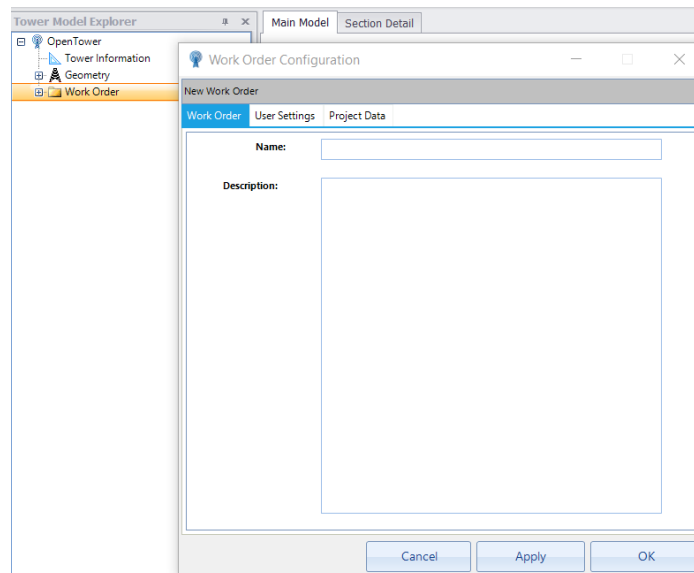 Tower Model Explorer
OpenTower
Tower Information
Geometry
Work Order
Main Model
Section Detail
Work Order Configuration
New Work Order
Work Order
User Settings
Project Data
Name:
Description:
Cancel
Apply
OK